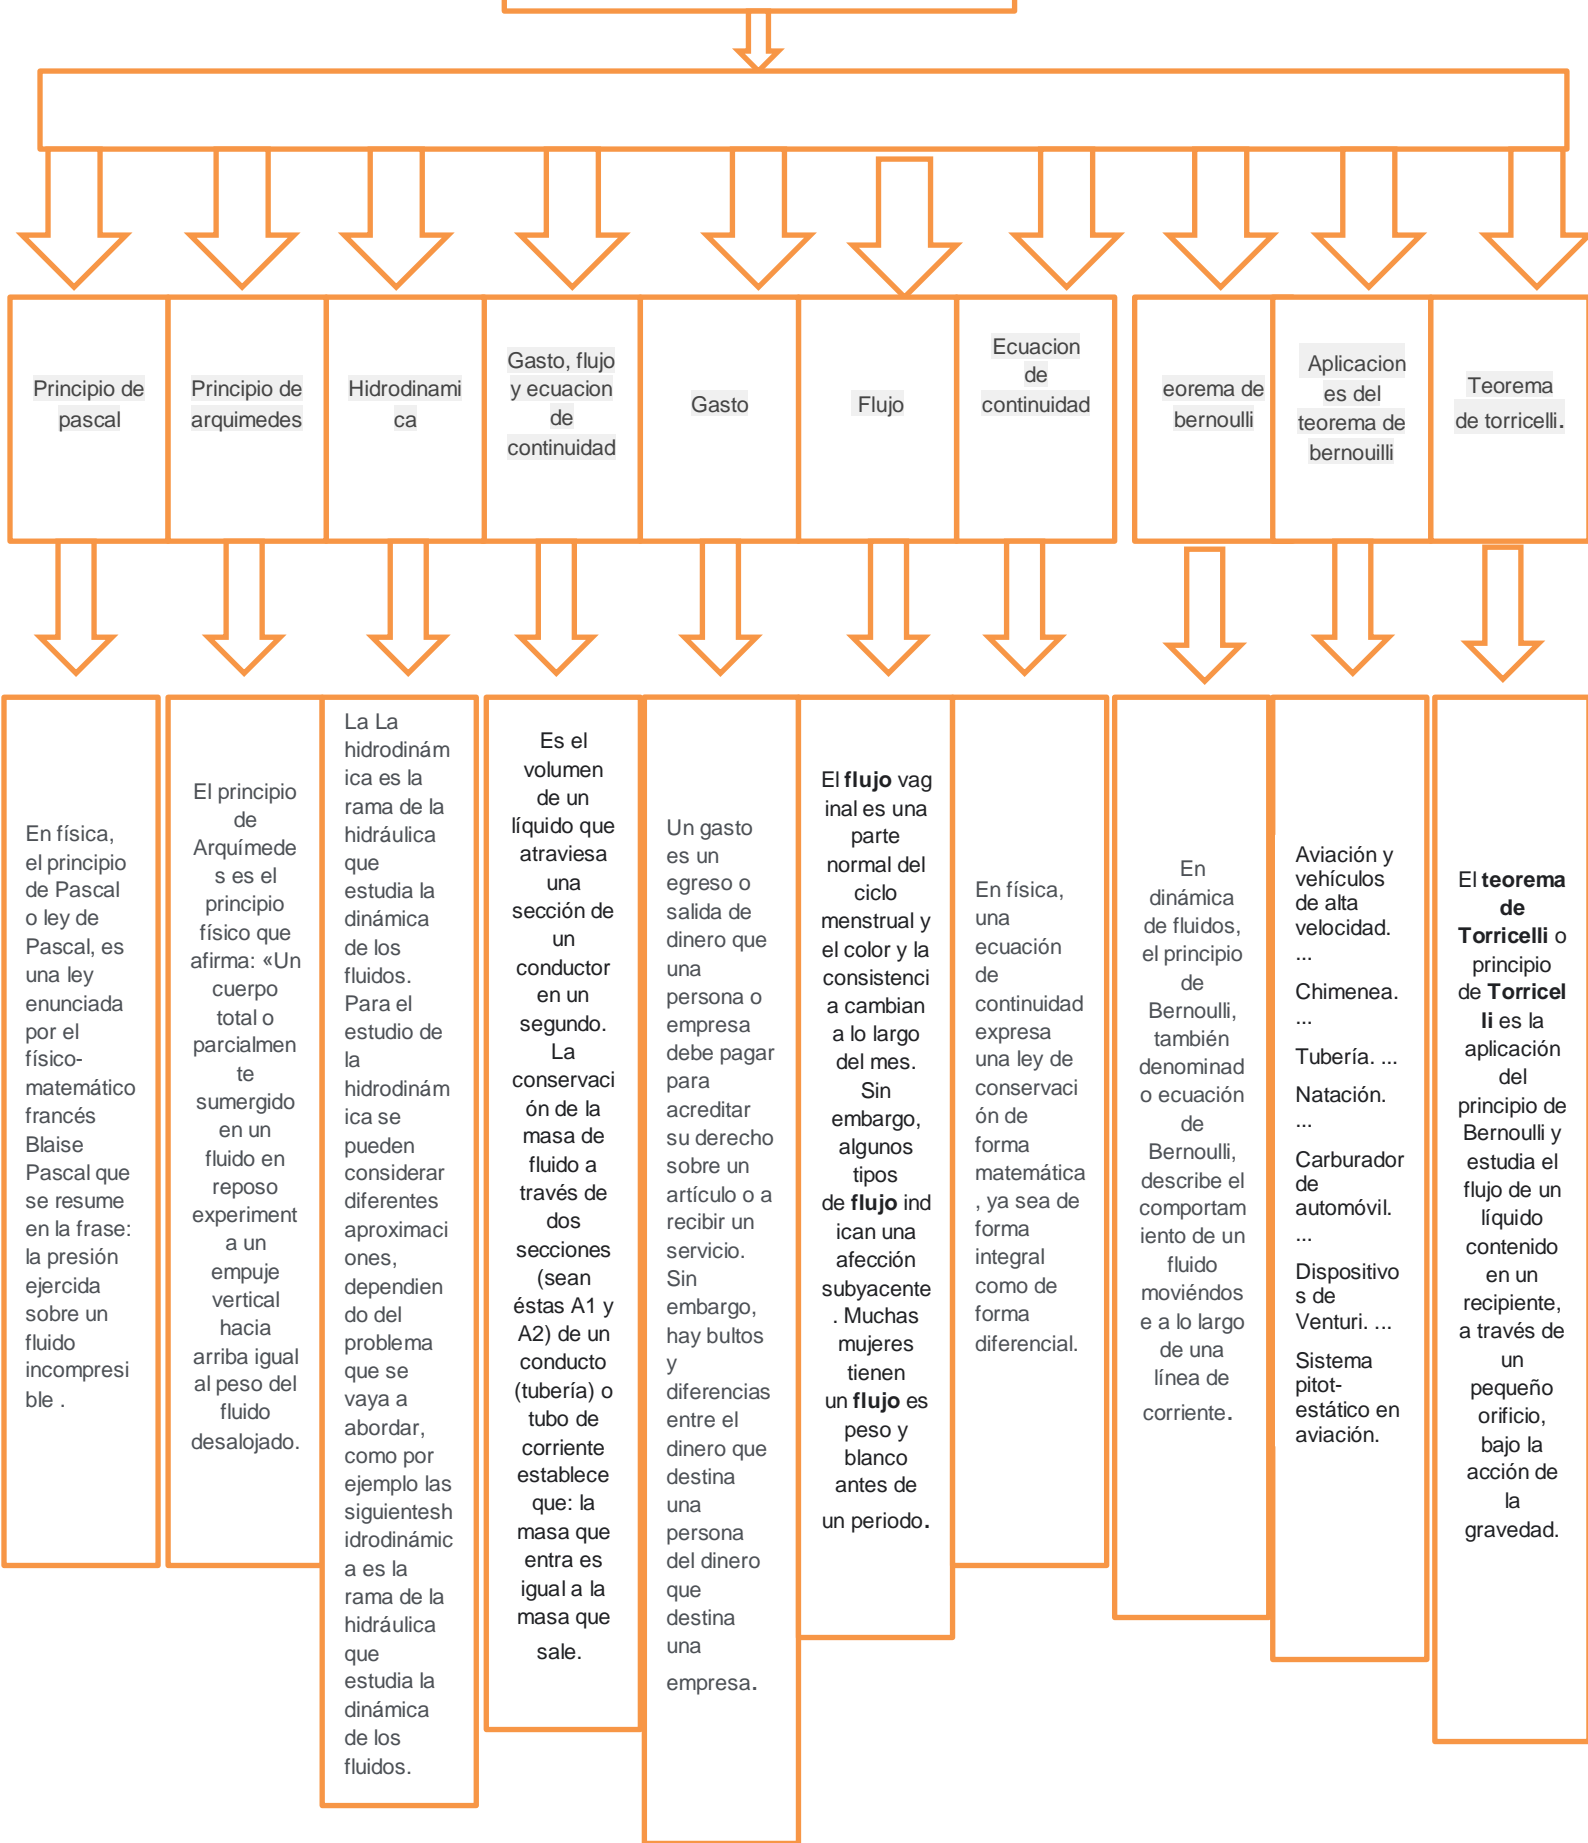 Principio de
pascal
Principio de
arquimedes
Hidrodinami
ca
Gasto, flujo
y ecuacion
de
continuidad
Gasto
Flujo
Ecuacion
de
continuidad
eorema de
bernoulli
Aplicacion
es del
teorema de
bernouilli
Teorema
de torricelli.
En física,
el principio
de Pascal
o ley de
Pascal, es
una ley
enunciada
por el
físico-
matemático
francés
Blaise
Pascal que
se resume
en la frase:
la presión
ejercida
sobre un
fluido
incompresi
ble .
El principio
de
Arquímede
s es el
principio
físico que
afirma: «Un
cuerpo
total o
parcialmen
te
sumergido
en un
fluido en
reposo
experiment
a un
empuje
vertical
hacia
arriba igual
al peso del
fluido
desalojado.
La La
hidrodinám
ica es la
rama de la
hidráulica
que
estudia la
dinámica
de los
fluidos.
Para el
estudio de
la
hidrodinám
ica se
pueden
considerar
diferentes
aproximaci
ones,
dependien
do del
problema
que se
vaya a
abordar,
como por
ejemplo las
siguientesh
idrodinámic
a es la
rama de la
hidráulica
que
estudia la
dinámica
de los
fluidos.
Es el
volumen
de un
líquido que
atraviesa
una
sección de
un
conductor
en un
segundo.
La
conservaci
ón de la
masa de
fluido a
través de
dos
secciones
(sean
éstas A1 y
A2) de un
conducto
(tubería) o
tubo de
corriente
establece
que: la
masa que
entra es
igual a la
masa que
sale.
Un gasto
es un
egreso o
salida de
dinero que
una
persona o
empresa
debe pagar
para
acreditar
su derecho
sobre un
artículo o a
recibir un
servicio.
Sin
embargo,
hay bultos
y
diferencias
entre el
dinero que
destina
una
persona
del dinero
que
destina
una
empresa.
El flujo vag
inal es una
parte
normal del
ciclo
menstrual y
el color y la
consistenci
a cambian
a lo largo
del mes.
Sin
embargo,
algunos
tipos
de flujo ind
ican una
afección
subyacente
. Muchas
mujeres
tienen
un flujo es
peso y
blanco
antes de
un periodo.
En física,
una
ecuación
de
continuidad
expresa
una ley de
conservaci
ón de
forma
matemática
, ya sea de
forma
integral
como de
forma
diferencial.
En
dinámica
de fluidos,
el principio
de
Bernoulli,
también
denominad
o ecuación
de
Bernoulli,
describe el
comportam
iento de un
fluido
moviéndos
e a lo largo
de una
línea de
corriente.
Aviación y
vehículos
de alta
velocidad.
...
Chimenea.
...
Tubería. ...
Natación.
...
Carburador
de
automóvil.
...
Dispositivo
s de
Venturi. ...
Sistema
pitot-
estático en
aviación.
El teorema
de
Torricelli o
principio
de Torricel
li es la
aplicación
del
principio de
Bernoulli y
estudia el
flujo de un
líquido
contenido
en un
recipiente,
a través de
un
pequeño
orificio,
bajo la
acción de
la
gravedad.